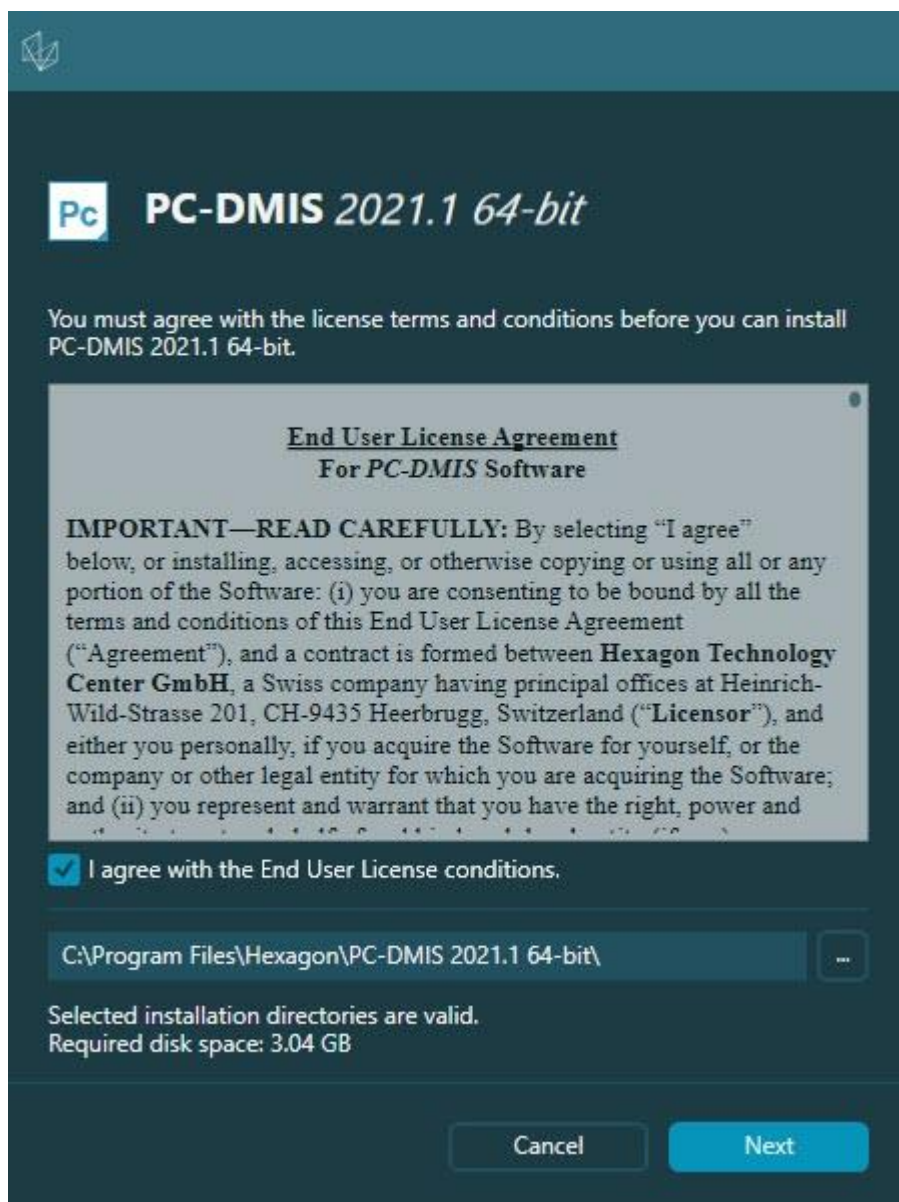 Pc
PC-DMIS 2021.1 64-bit
You must agree with the license terms and conditions before you can install
PC-DMIS 2021.1 64-bit.
End User License Agreement
For PC-DMIS Software
IMPORTANT—READ CAREFULLY: By selecting “I agree”
below, or installing, accessing, or otherwise copying or using all or any
portion of the Software: (i) you are consenting to be bound by all the
terms and conditions of this End User License Agreement
(“Agreement”), and a contract is formed between Hexagon Technology
Center GmbH, a Swiss company having principal offices at Heinrich-
Wild-Strasse 201, CH-9435 Heerbrugg, Switzerland (“Licensor”), and
either you personally, if you acquire the Software for yourself, or the
company or other legal entity for which you are acquiring the Software;
and (ii) you represent and warrant that you have the right, power and
I agree with the End User License conditions.
C:\Program Files\Hexagon\PC-DMIS 2021.1 64-bit\
...
Selected installation directories are valid.
Required disk space: 3.04 GB
Cancel
Next